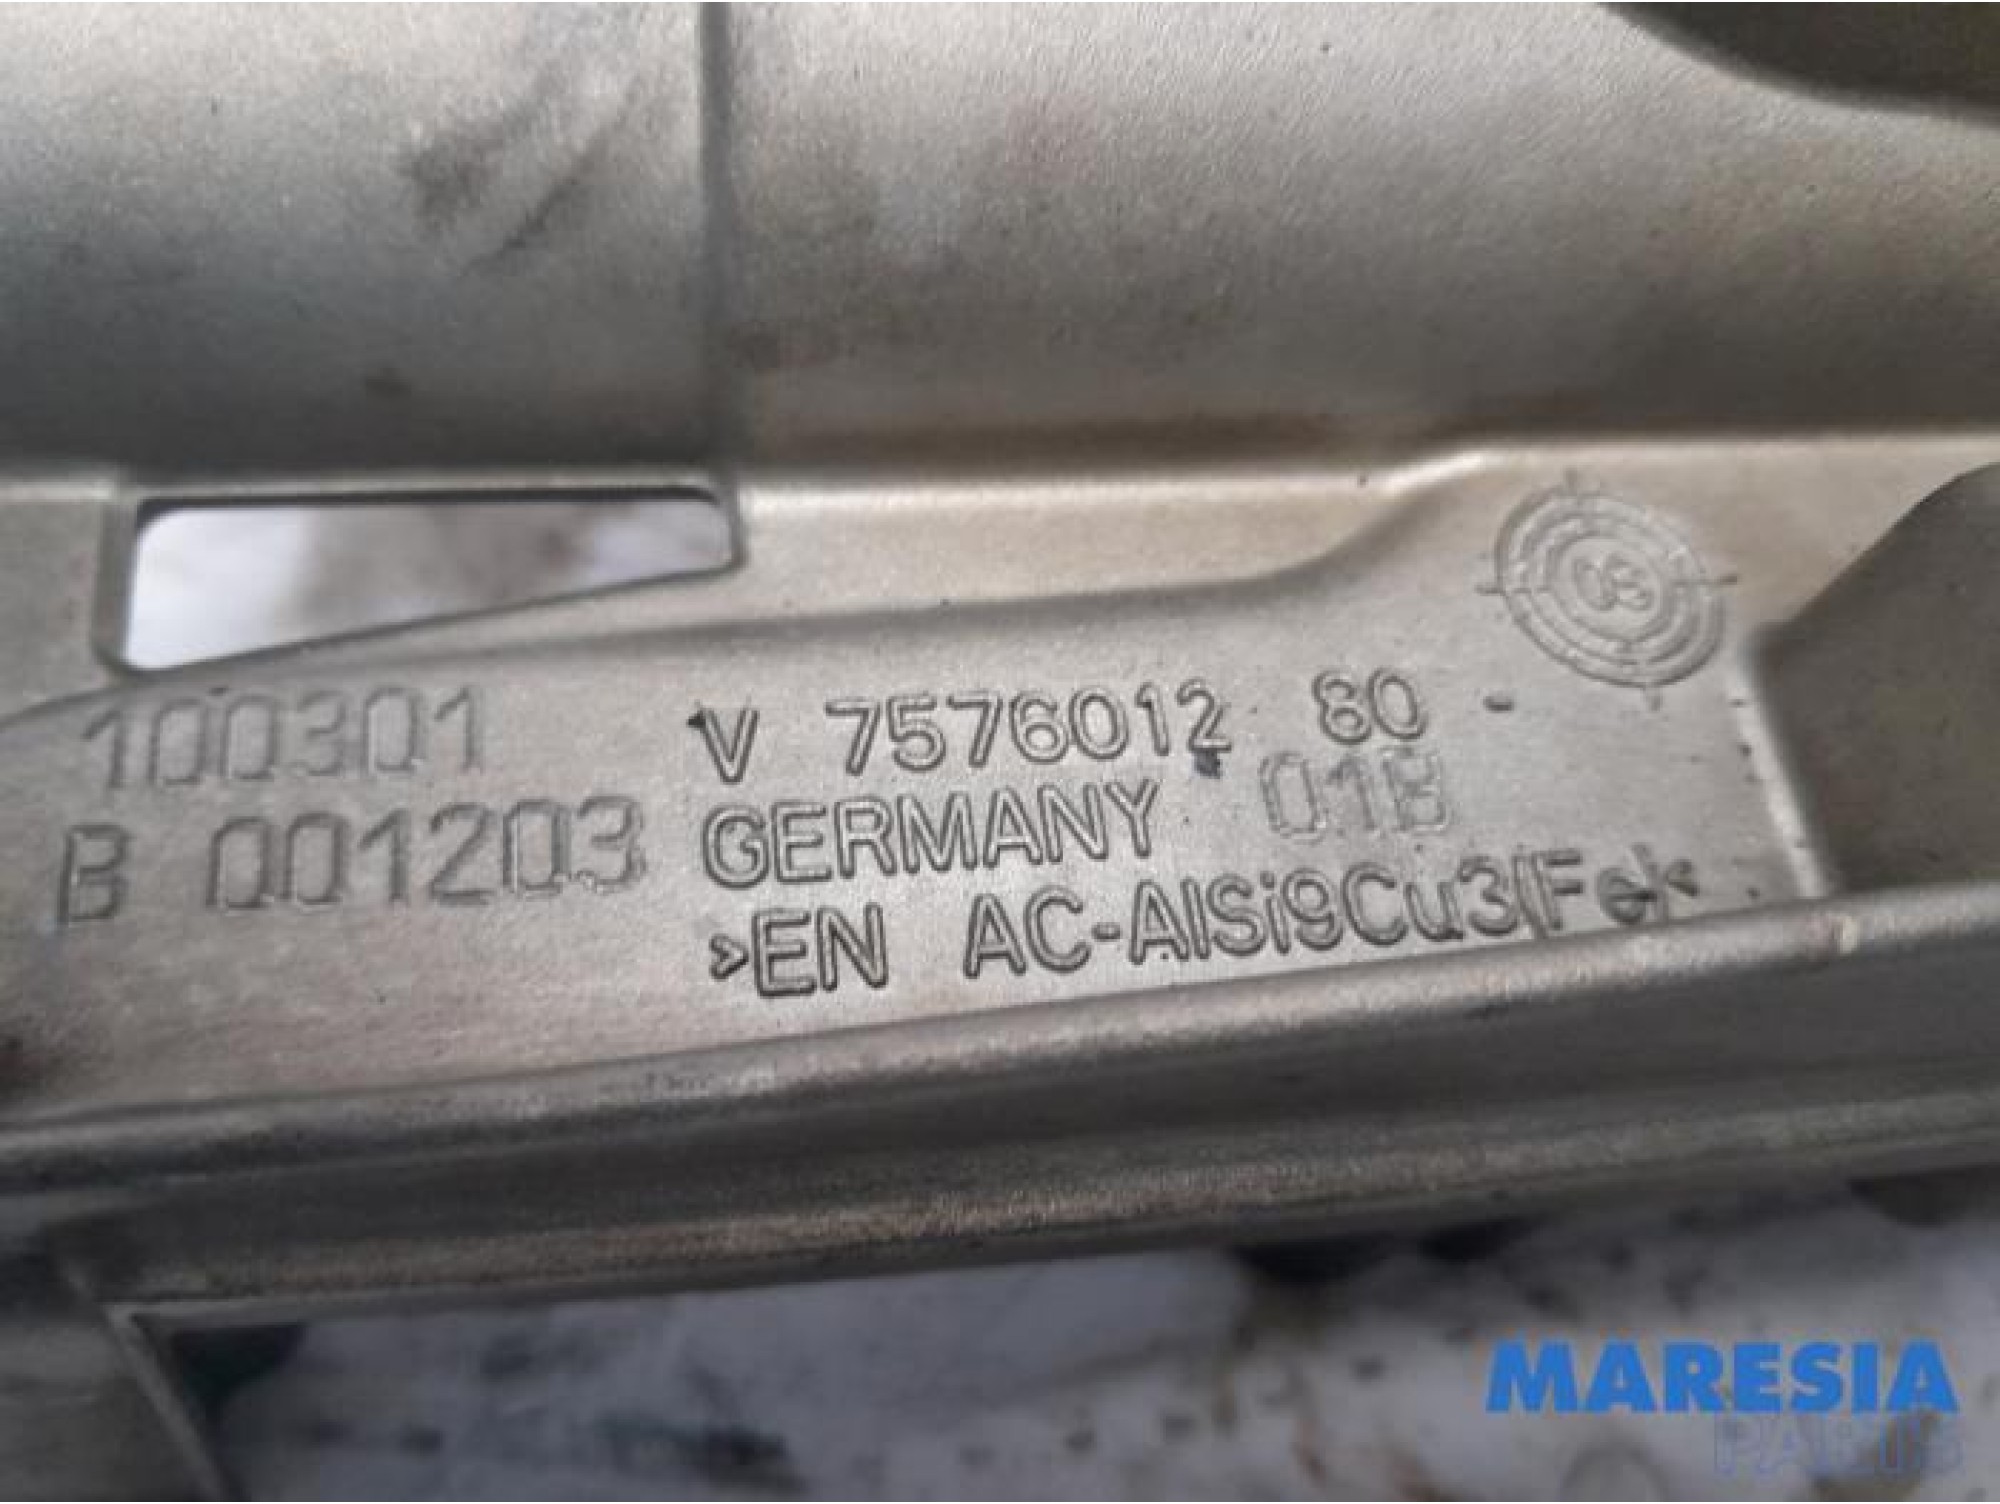 100301 V 7576012 80 -
B 001203 GERMANY 01B
>EN AC-AlSi9Cu3(Fe)<
MARESIA
PARTS